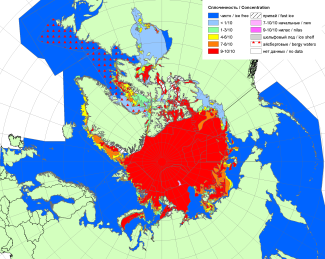 Сплоченность / Concentration
чисто / ice free
< 1/10
1-3/10
4-6/10
7-8/10
9-10/10
припай / fast ice
7-10/10 начальные / new
9-10/10 нилас / nilas
шельфовый лед / ice shelf
айсберговые / bergy waters
нет данных / no data